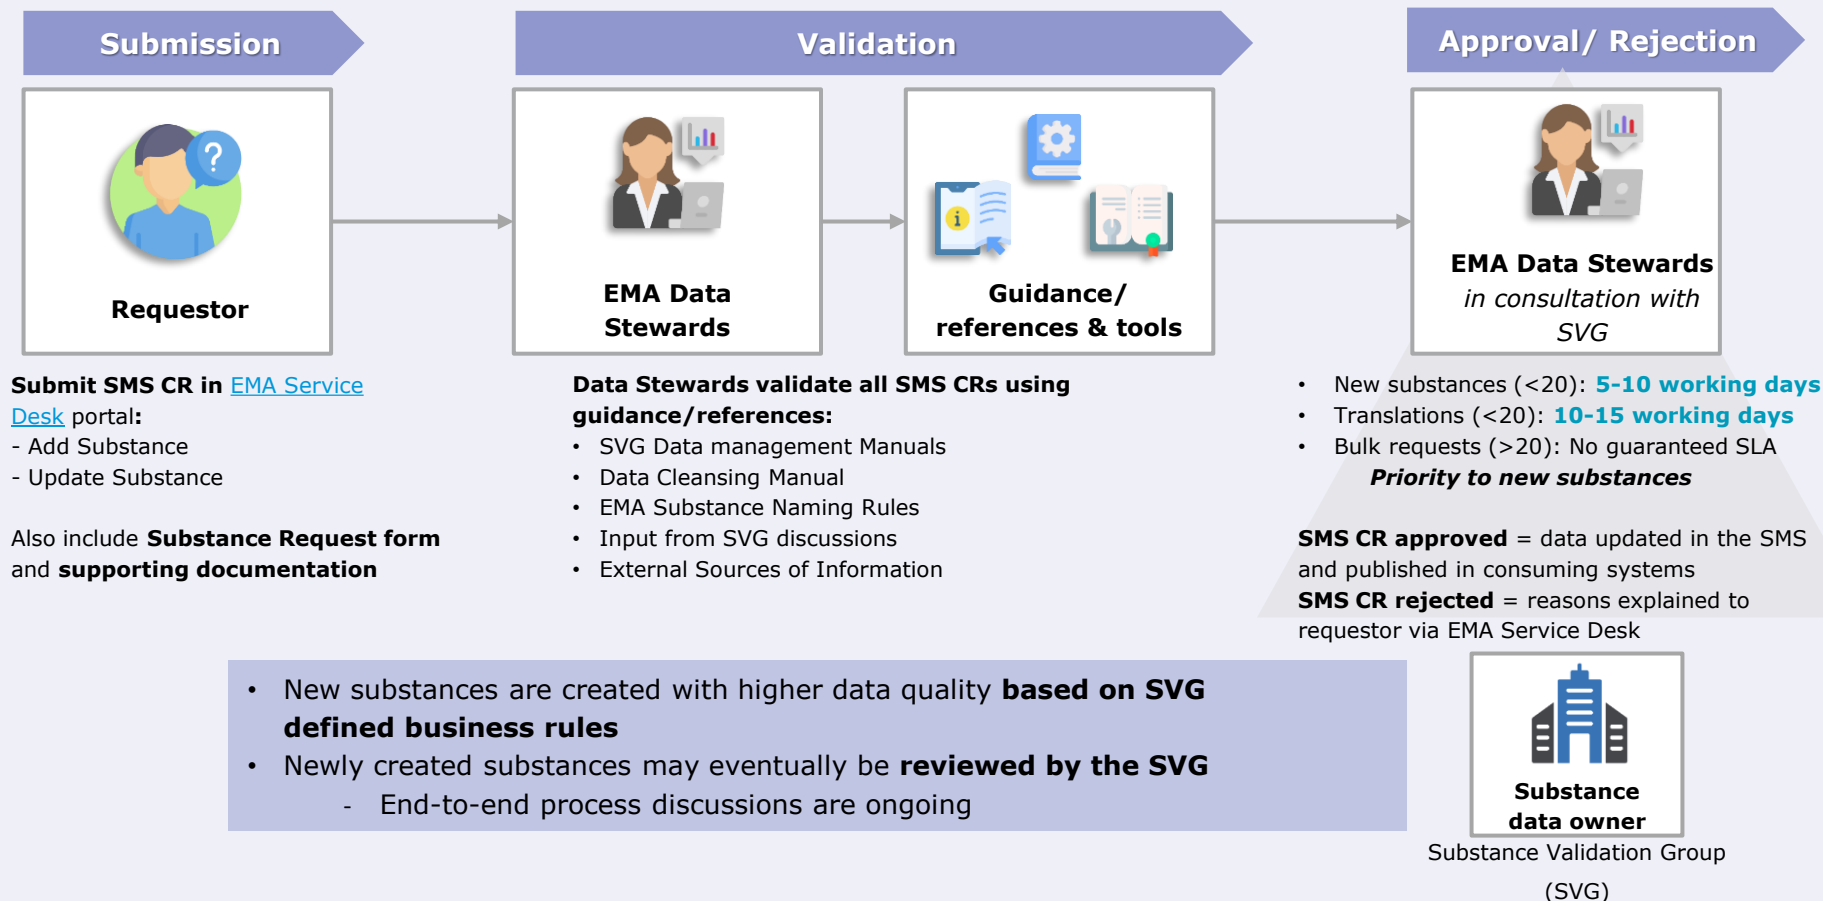 Submission
Validation
Approval/ Rejection
?
i
Requestor
EMA Data
Stewards
Guidance/
references & tools
EMA Data Stewards
in consultation with
SVG
Submit SMS CR in EMA Service
Desk portal:
- Add Substance
- Update Substance
Also include Substance Request form
and supporting documentation
Data Stewards validate all SMS CRs using
guidance/references:
• SVG Data management Manuals
• Data Cleansing Manual
• EMA Substance Naming Rules
• Input from SVG discussions
• External Sources of Information
• New substances (<20): 5-10 working days
• Translations (<20): 10-15 working days
• Bulk requests (>20): No guaranteed SLA
Priority to new substances
SMS CR approved = data updated in the SMS
and published in consuming systems
SMS CR rejected = reasons explained to
requestor via EMA Service Desk
• New substances are created with higher data quality based on SVG
defined business rules
• Newly created substances may eventually be reviewed by the SVG
- End-to-end process discussions are ongoing
Substance
data owner
Substance Validation Group
(SVG)